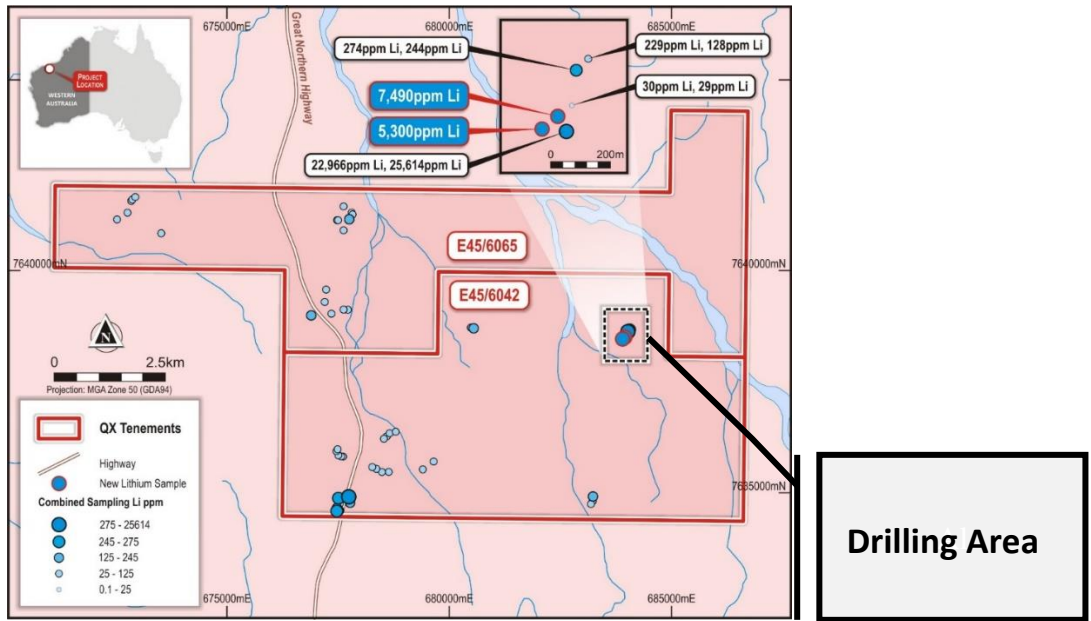 675000mE
680000mE
685000mE
Great Northern Highway
PROJECT
LOCATION
WESTERN
AUSTRALIA
274ppm Li, 244ppm Li
229ppm Li, 128ppm Li
7,490ppm Li
30ppm Li, 29ppm Li
5,300ppm Li
22,966ppm Li, 25,614ppm Li
0
200m
E45/6065
7640000mN
7640000mN
E45/6042
N
0
2.5km
Projection: MGA Zone 50 (GDA94)
QX Tenements
Highway
New Lithium Sample
Combined Sampling Li ppm
275 - 25614
245 - 275
125 - 245
25 - 125
0.1 - 25
7635000mN
Drilling Area
675000mE
680000mE
685000mE